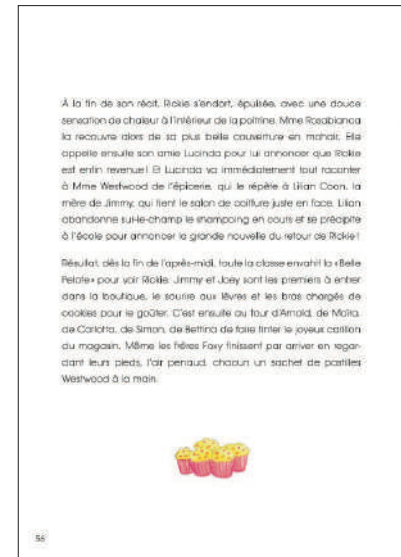 À la fin de son récit, Rickie s'endort, épuisée, avec une douce
sensation de chaleur à l'intérieur de la poitrine. Mme Rosabianca
la recouvre alors de sa plus belle couverture en mohair. Elle
appelle ensuite son amie Lucinda pour lui annoncer que Rickie
est enfin revenue ! Et Lucinda va immédiatement tout raconter
à Mme Westwood de l'épicerie, qui le répète à Lilian Coon, la
mère de Jimmy, qui tient le salon de coiffure juste en face. Lilian
abandonne sur-le-champ le shampoing en cours et se précipite
à l'école pour annoncer la grande nouvelle du retour de Rickie !
Résultat, dès la fin de l'après-midi, toute la classe envahit la «Belle
Pelote» pour voir Rickie. Jimmy et Joey sont les premiers à entrer
dans la boutique, le sourire aux lèvres et les bras chargés de
cookies pour le goûter. C'est ensuite au tour d'Arnold, de Maïra,
de Carlotta, de Simon, de Bettina de faire tinter le joyeux carillon
du magasin. Même les frères Foxy finissent par arriver en regar-
dant leurs pieds, l'air penaud, chacun un sachet de pastilles
Westwood à la main.
56